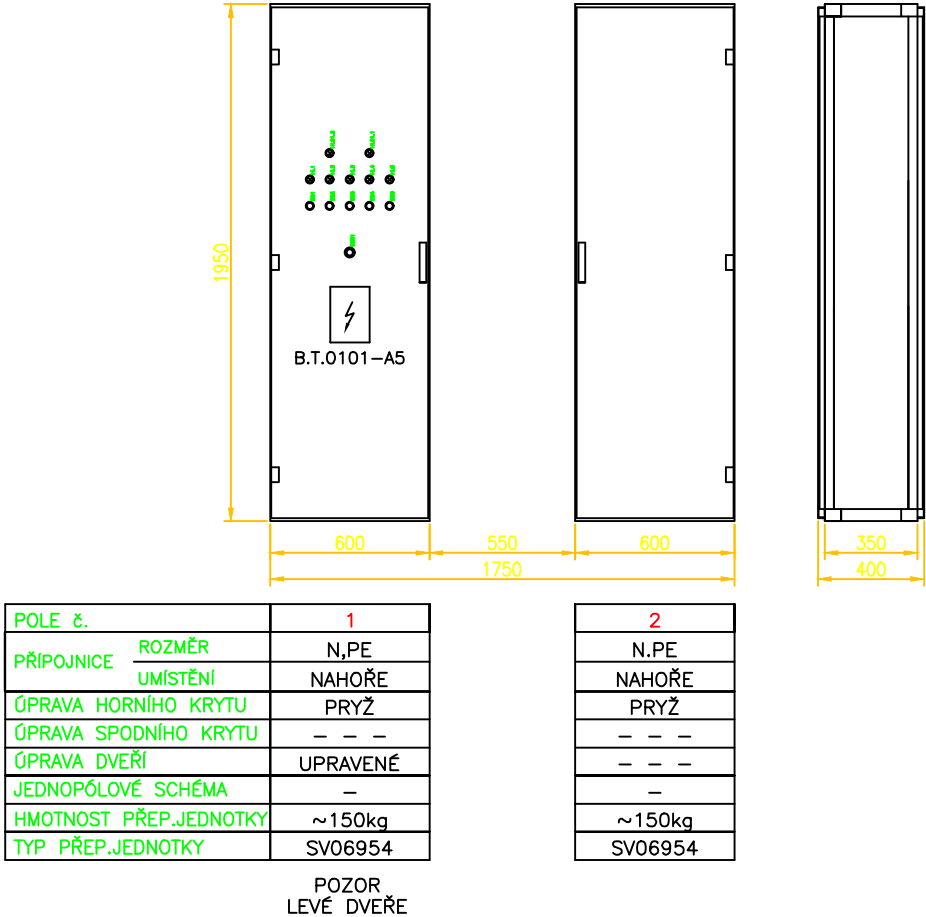 1950
B.T.0101-A5
600 550 600 350
1750 400
POLE č. 1 2
PŘÍPOJNICE ROZMĚR N,PE N.PE
UMÍSTĚNÍ NAHOŘE NAHOŘE
ÚPRAVA HORNÍHO KRYTU PRYŽ PRYŽ
ÚPRAVA SPODNÍHO KRYTU - - - - - -
ÚPRAVA DVEŘÍ UPRAVENÉ - - -
JEDNOPÓLOVÉ SCHÉMA - -
HMOTNOST PŘEP.JEDNOTKY ~150kg ~150kg
TYP PŘEP.JEDNOTKY SV06954 SV06954
POZOR
LEVÉ DVEŘE